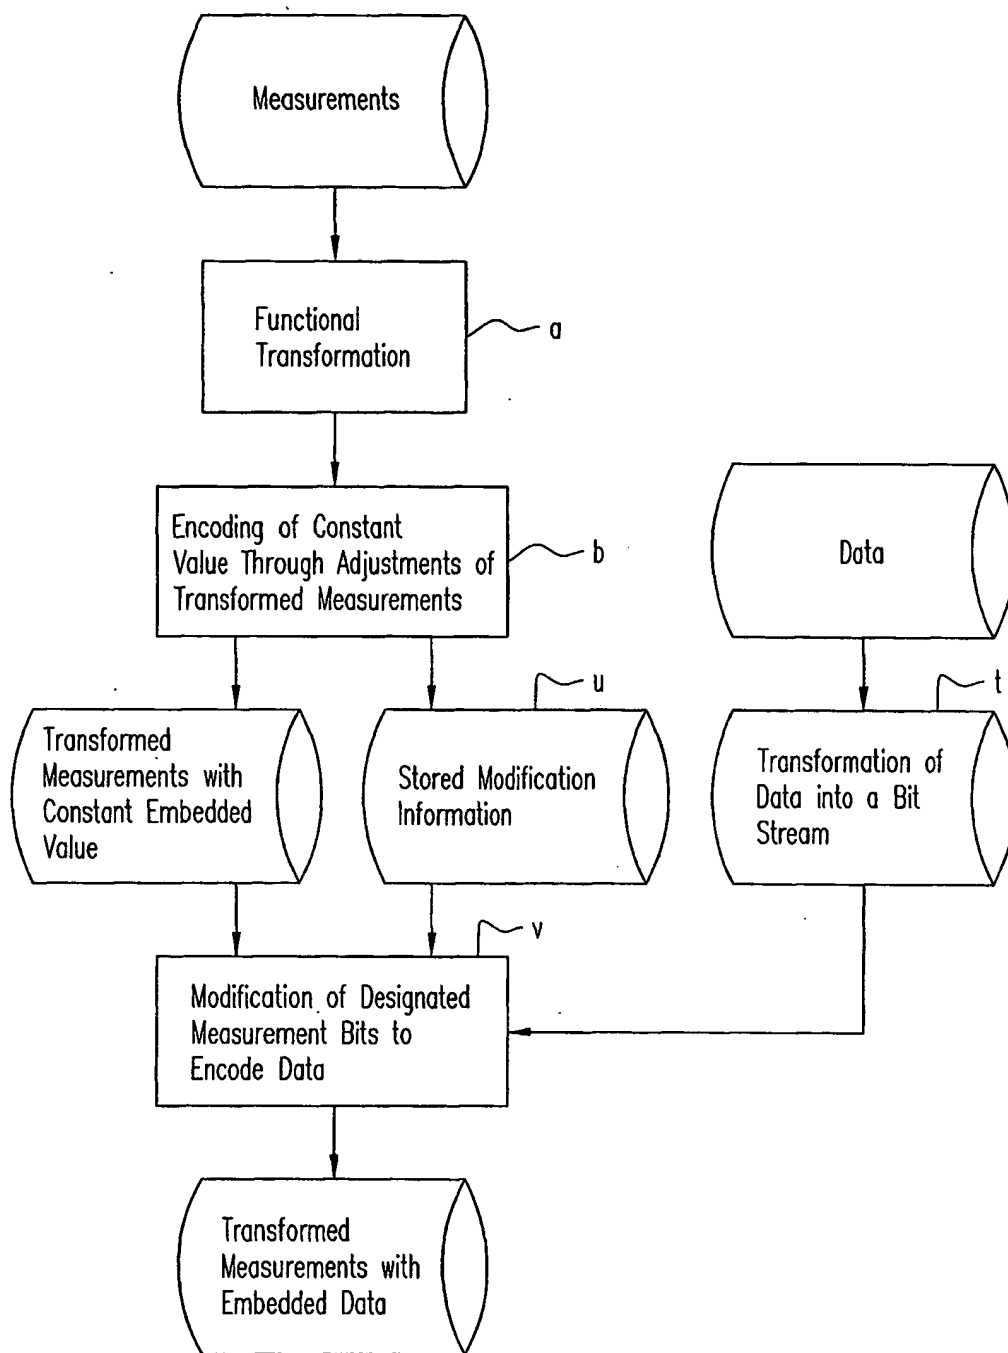 Measurements
Functional
Transformation
a
Encoding of Constant
Value Through Adjustments of
Transformed Measurements
b
Data
u
t
Transformed
Measurements with
Constant Embedded
Value
Stored Modification
Information
Transformation of
Data into a Bit
Stream
v
Modification of Designated
Measurement Bits to
Encode Data
Transformed
Measurements with
Embedded Data